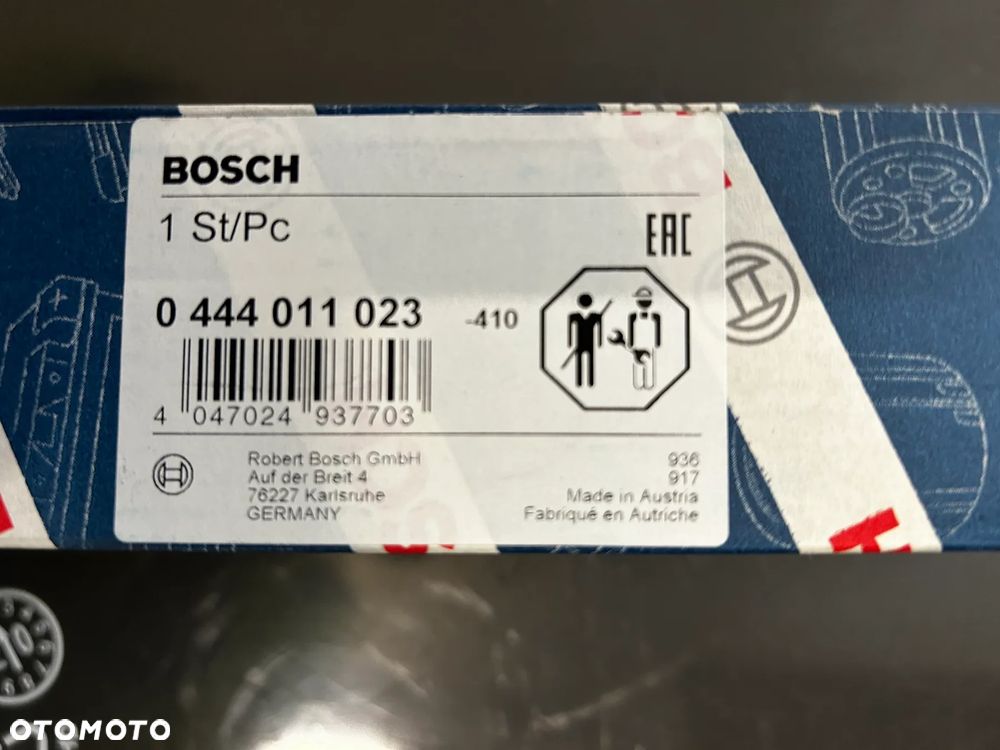 BOSCH
1 St/Pc
EAC
0 444 011 023 -410
4 047024 937703
Robert Bosch GmbH
Auf der Breit 4
76227 Karlsruhe
GERMANY
936
917
Made in Austria
Fabriqué en Autriche
OTOMOTO